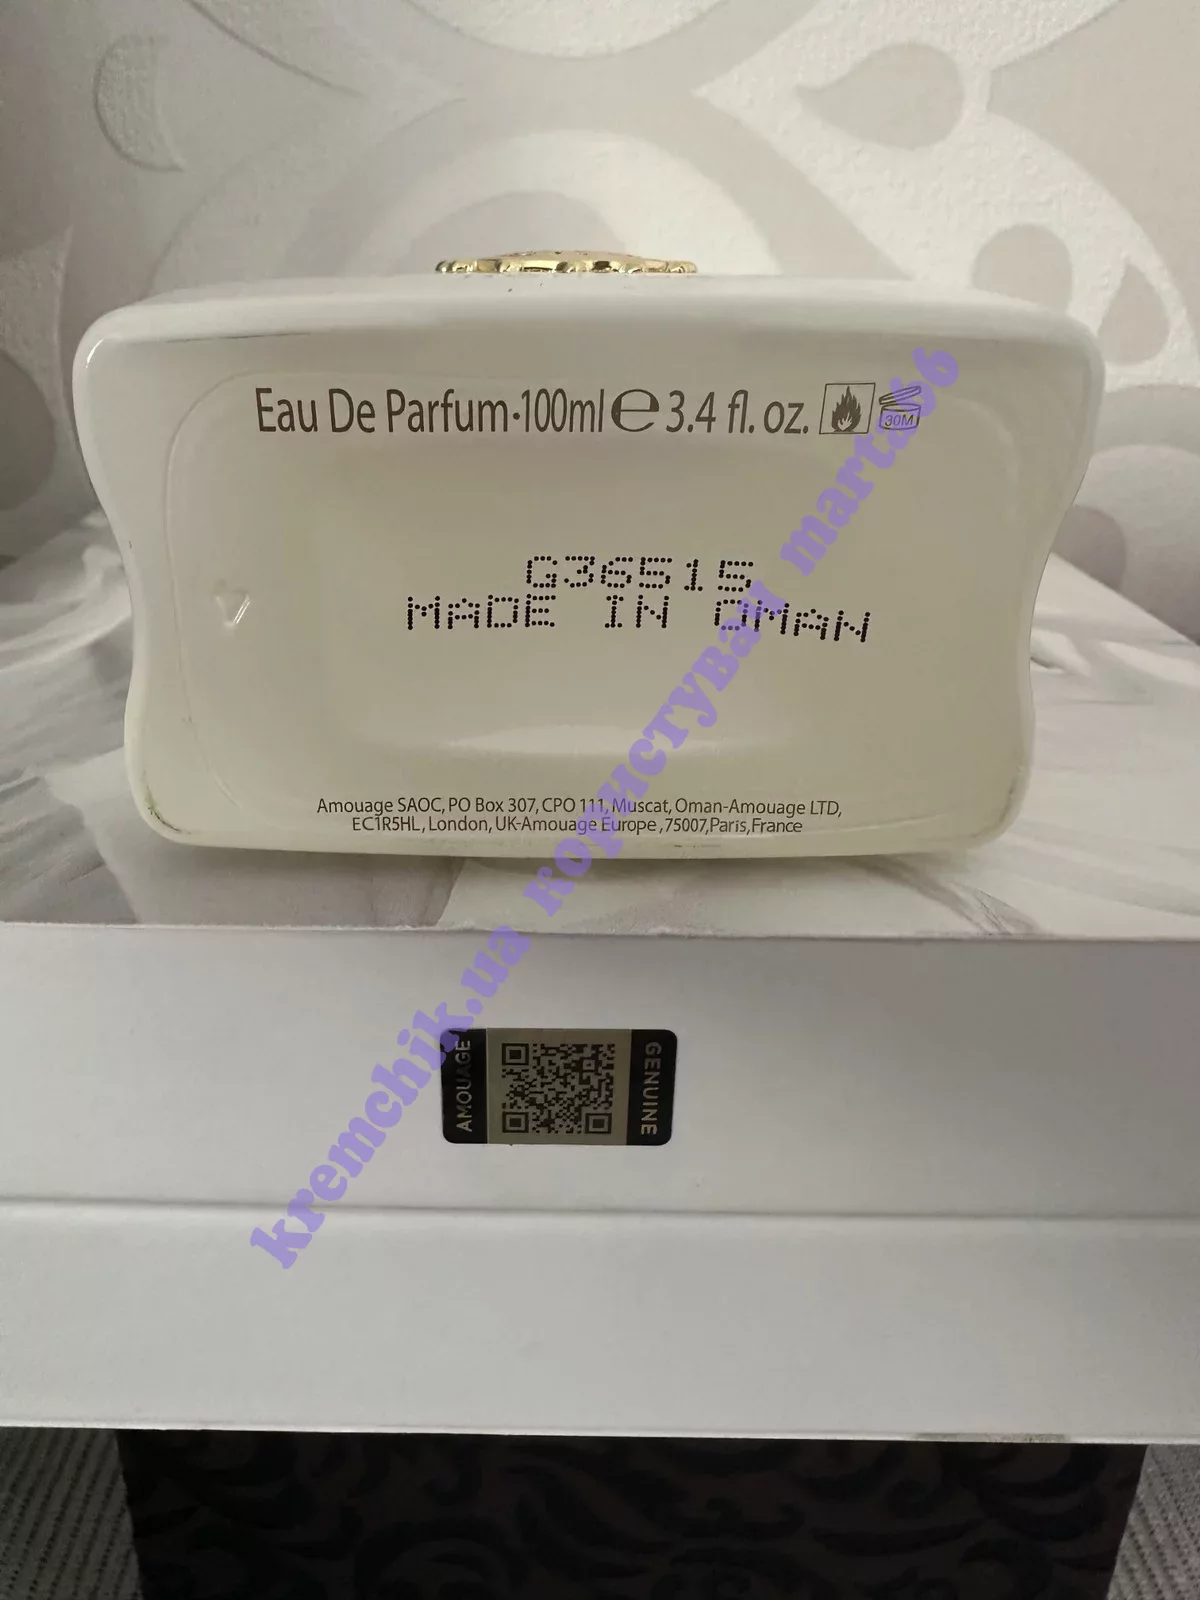 Eau De Parfum·100ml℮3.4 fl. oz.
30M
G36515
MADE IN OMAN
Amouage SAOC, PO Box 307, CPO 111, Muscat, Oman-Amouage LTD,
EC1R5HL, London, UK-Amouage Europe ,75007,Paris,France
AMOUAGE
GENUINE
kremchik.ua користувач marta66